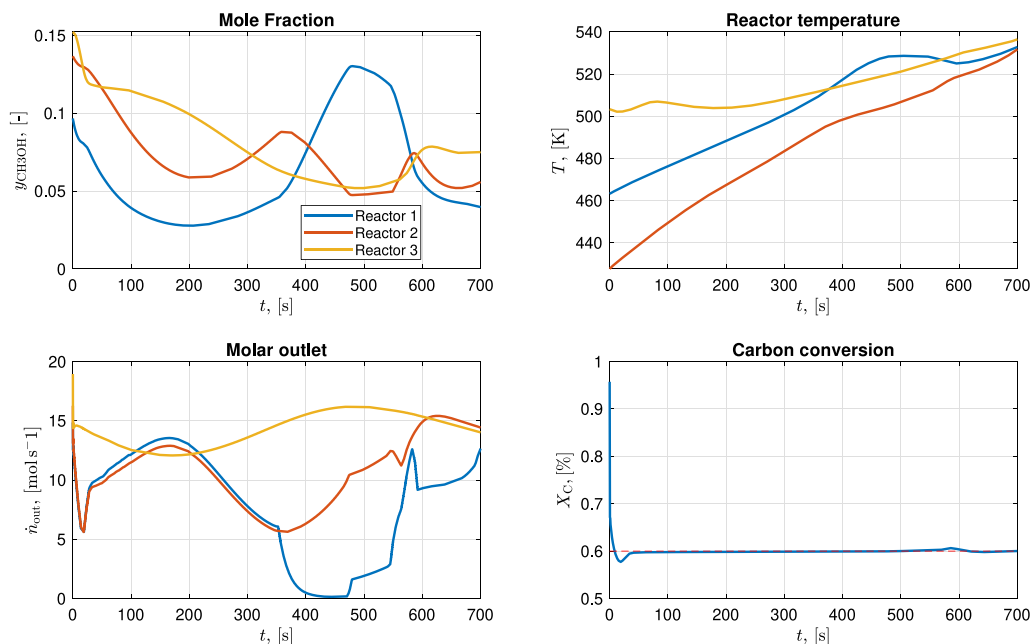 Mole Fraction
0.15
0.1
0.05
0
y_CH3OH, [-]
0 100 200 300 400 500 600 700
t, [s]
Reactor 1
Reactor 2
Reactor 3
Reactor temperature
540
520
500
480
460
440
T, [K]
0 100 200 300 400 500 600 700
t, [s]
Molar outlet
20
15
10
5
0
ṅ_out, [mol s−1]
0 100 200 300 400 500 600 700
t, [s]
Carbon conversion
1
0.9
0.8
0.7
0.6
0.5
X_C, [%]
0 100 200 300 400 500 600 700
t, [s]